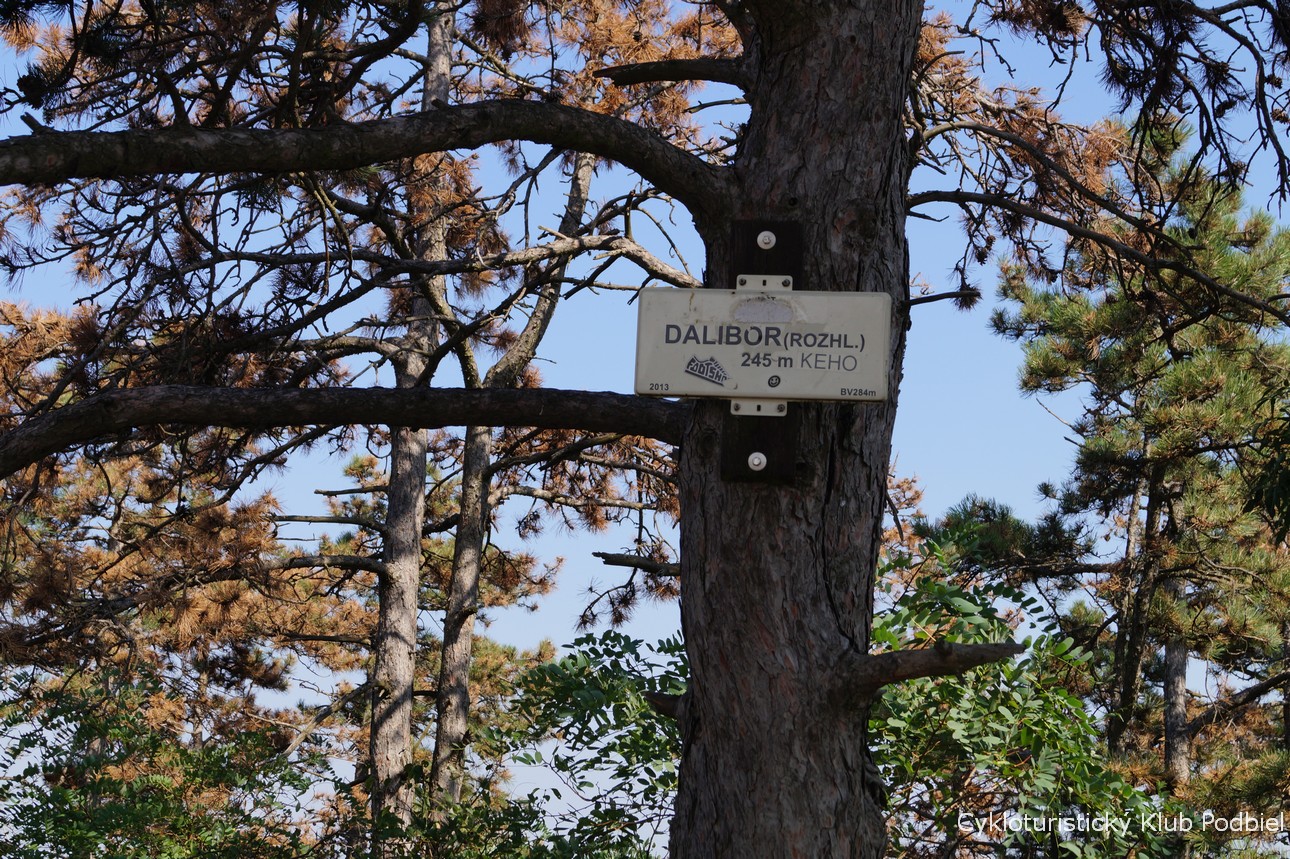 DALIBOR (ROZHL.)
245 m KEHO
2013
BV284m
Cykloturistický Klub Podbiel